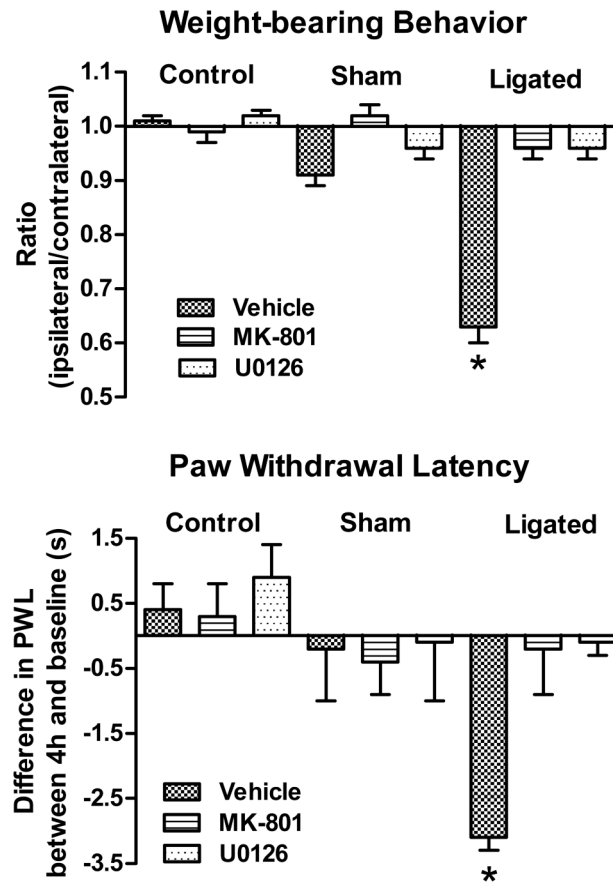 Weight-bearing Behavior
Control Sham Ligated
1.1
1.0
0.9
0.8
0.7
0.6
0.5
Ratio
(ipsilateral/contralateral)
Vehicle
MK-801
U0126
*
Paw Withdrawal Latency
Control Sham Ligated
1.5
0.5
-0.5
-1.5
-2.5
-3.5
Difference in PWL
between 4h and baseline (s)
Vehicle
MK-801
U0126
*